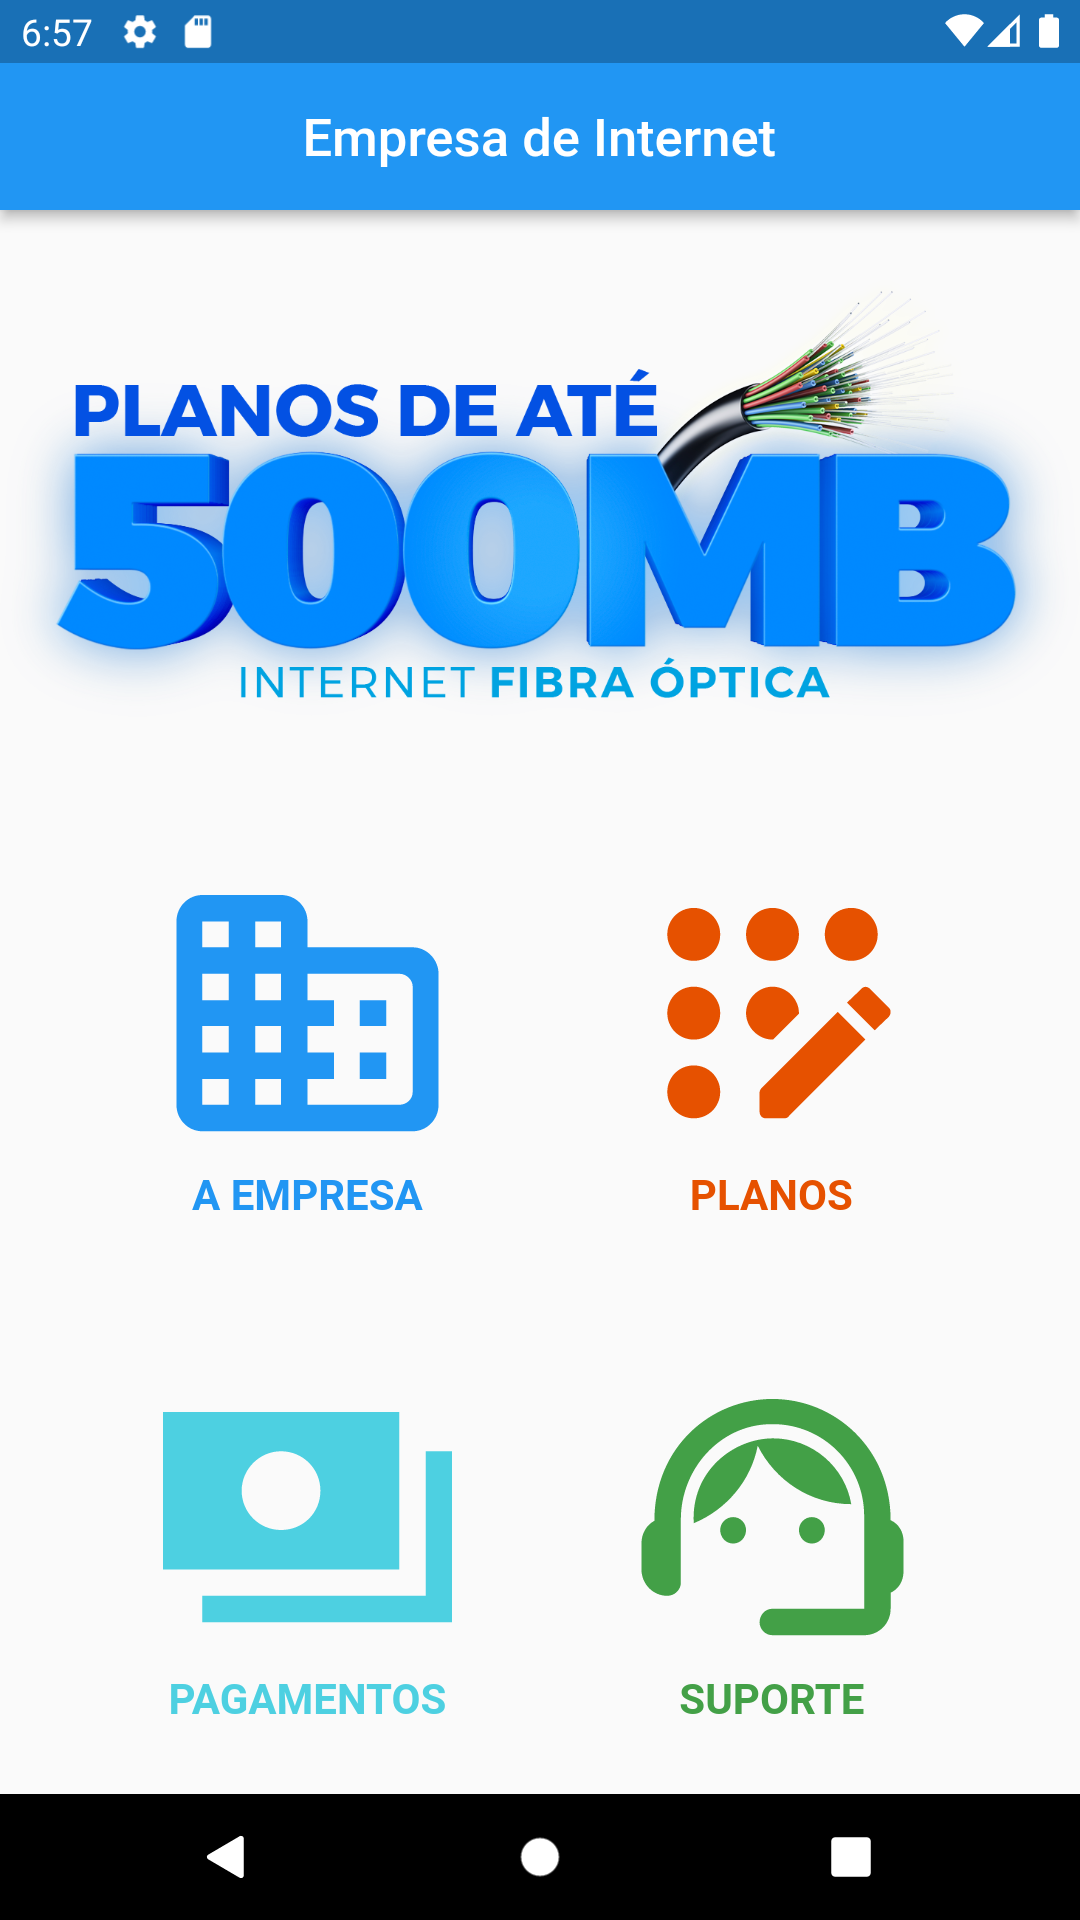 6:57
Empresa de Internet
PLANOS DE ATÉ
500MB
INTERNET FIBRA ÓPTICA
A EMPRESA
PLANOS
PAGAMENTOS
SUPORTE